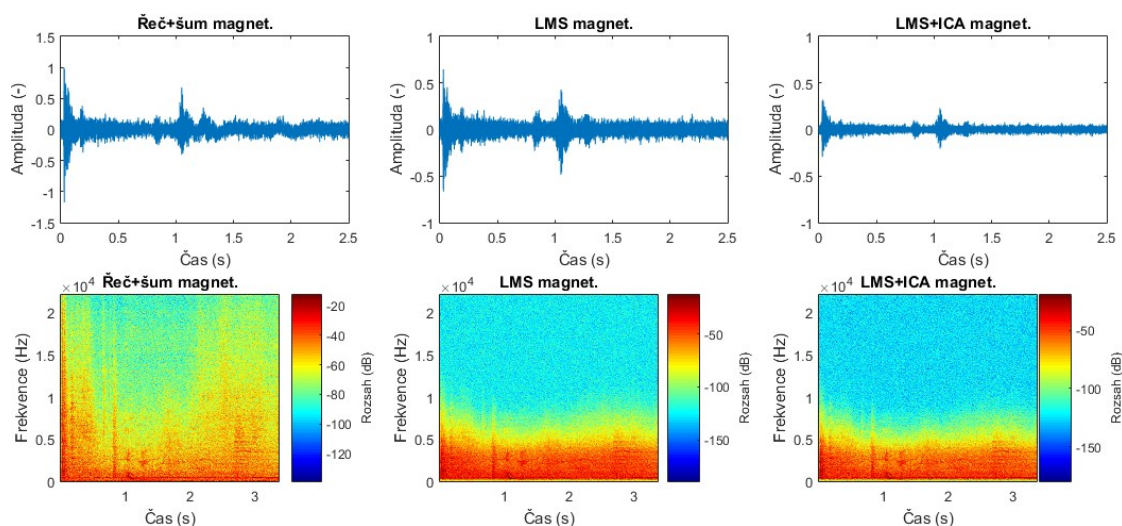 Řeč+šum magnet.
1.5
1
0.5
0
-0.5
-1
-1.5
Amplituda (-)
0 0.5 1 1.5 2 2.5
Čas (s)
LMS magnet.
1
0.5
0
-0.5
-1
Amplituda (-)
0 0.5 1 1.5 2 2.5
Čas (s)
LMS+ICA magnet.
1
0.5
0
-0.5
-1
Amplituda (-)
0 0.5 1 1.5 2 2.5
Čas (s)
Řeč+šum magnet.
×10⁴
2
1.5
1
0.5
0
Frekvence (Hz)
1 2 3
Čas (s)
-20
-40
-60
-80
-100
-120
Rozsah (dB)
LMS magnet.
×10⁴
2
1.5
1
0.5
0
Frekvence (Hz)
1 2 3
Čas (s)
-50
-100
-150
Rozsah (dB)
LMS+ICA magnet.
×10⁴
2
1.5
1
0.5
0
Frekvence (Hz)
1 2 3
Čas (s)
-50
-100
-150
Rozsah (dB)